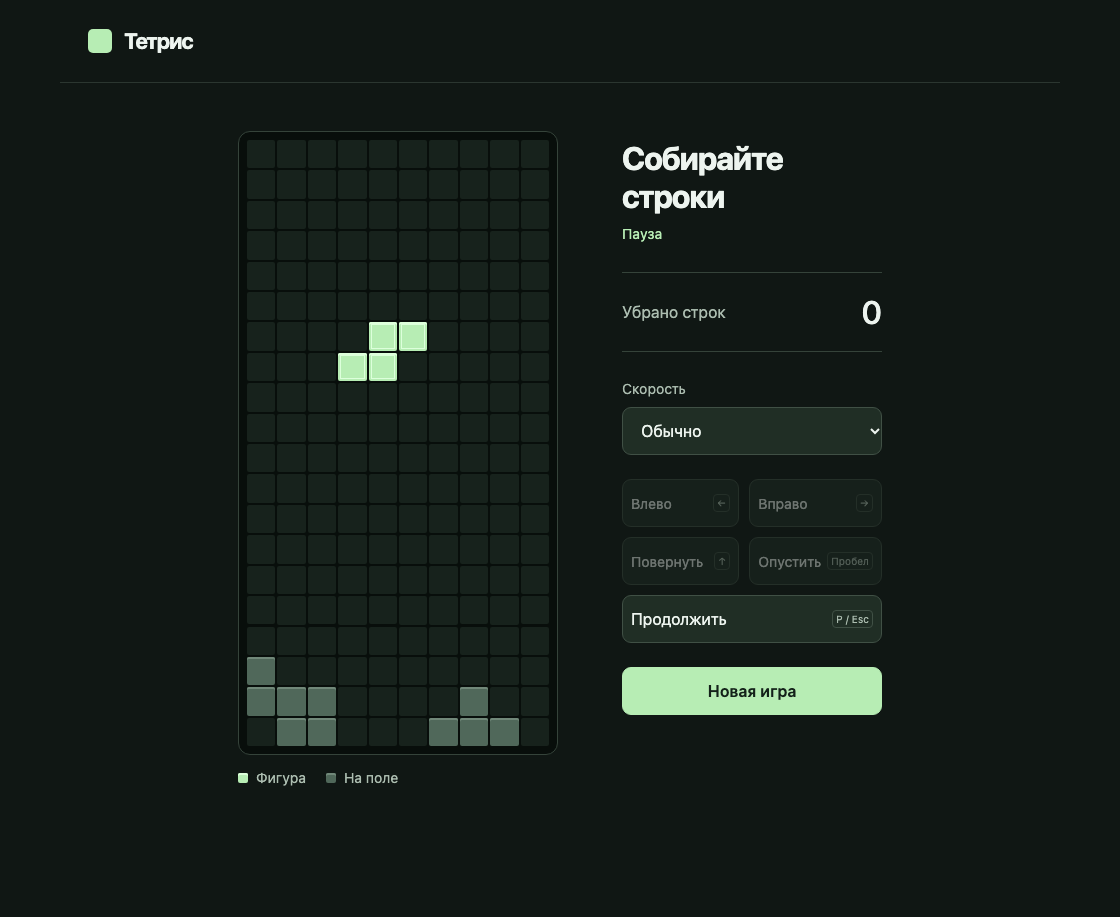 Тетрис
Собирайте
строки
Пауза
Убрано строк 0
Скорость
Обычно
Влево ←
Вправо →
Повернуть ↑
Опустить Пробел
Продолжить P / Esc
Новая игра
Фигура
На поле